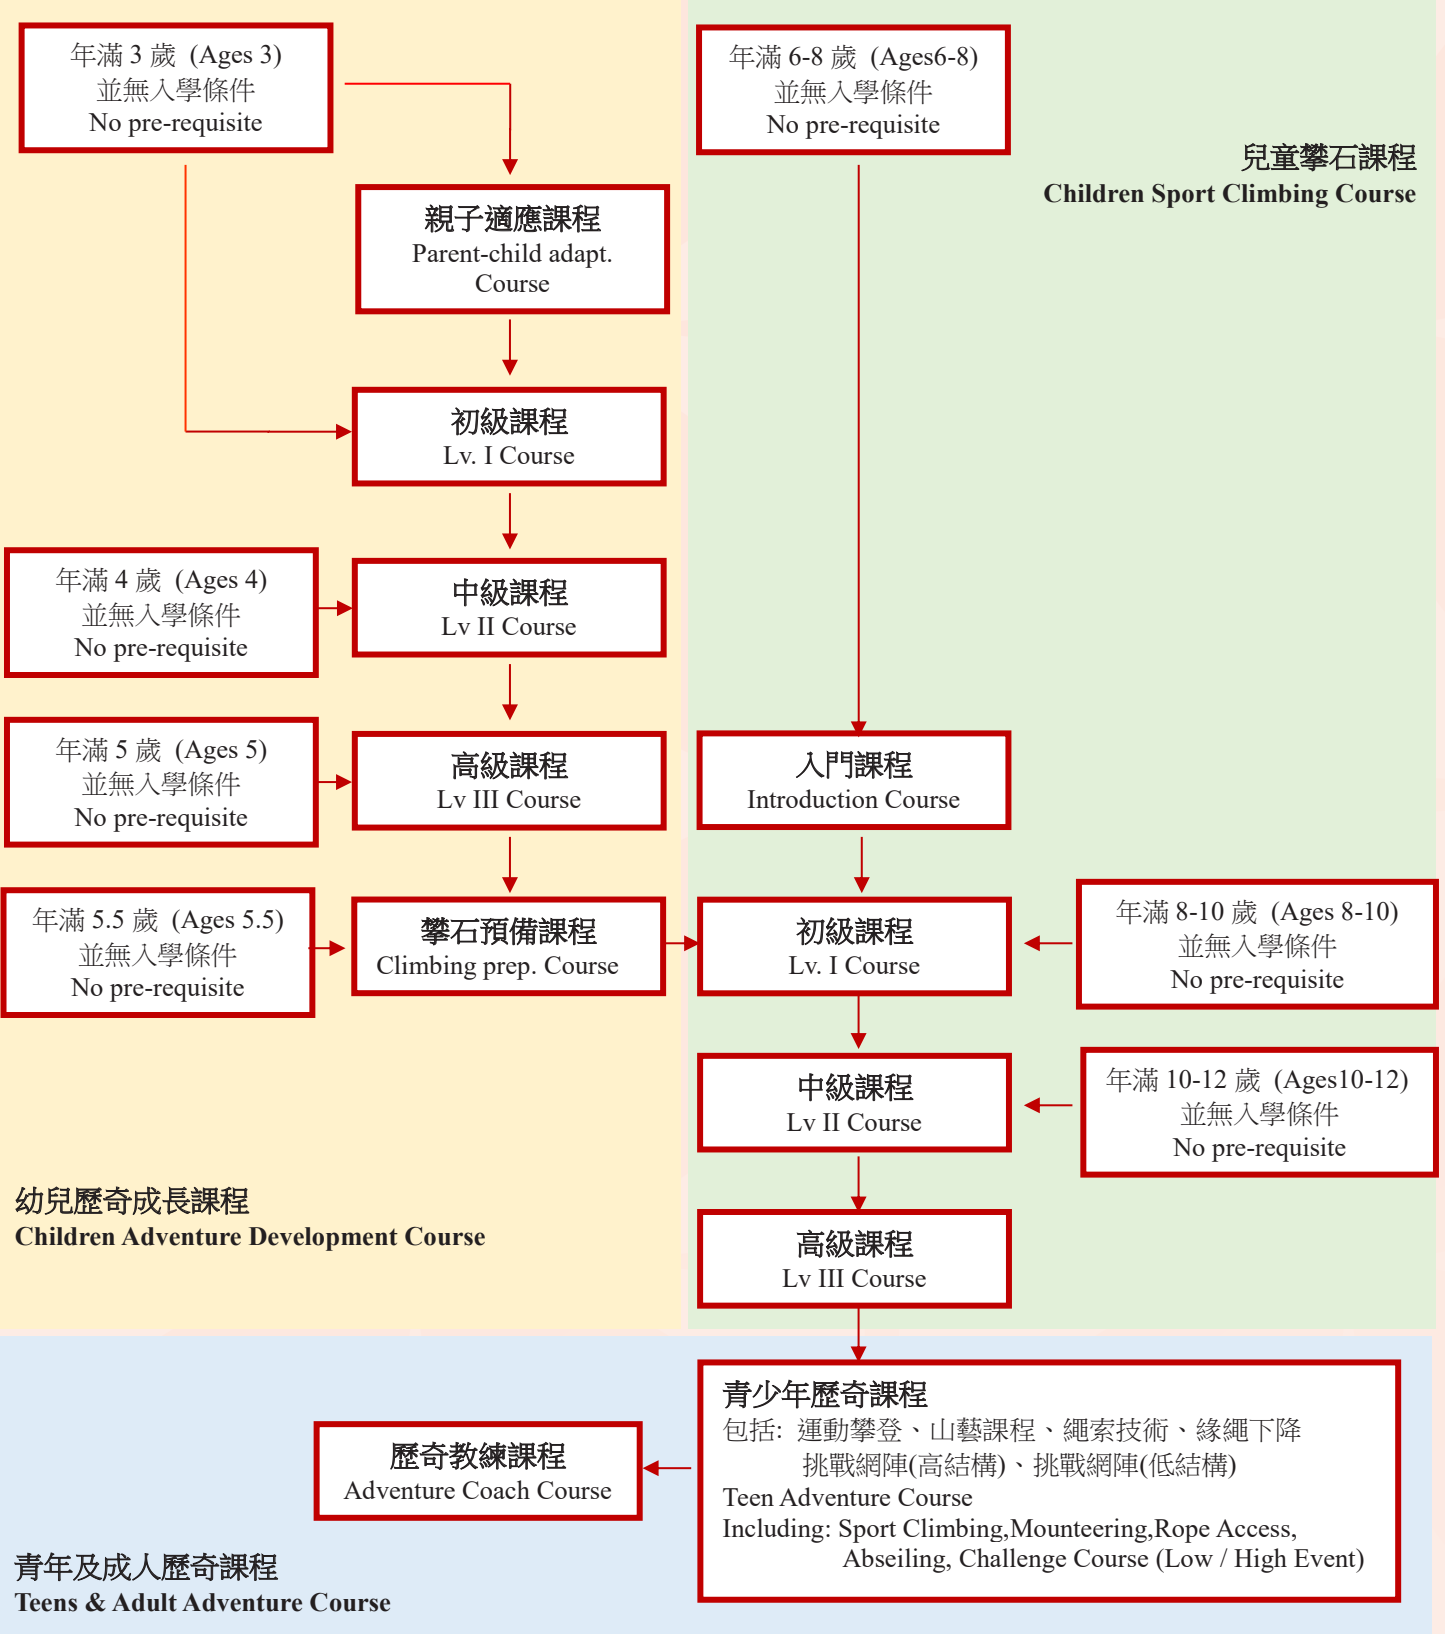 年滿 3 歲 (Ages 3)
並無入學條件
No pre-requisite
親子適應課程
Parent-child adapt.
Course
初級課程
Lv. I Course
年滿 4 歲 (Ages 4)
並無入學條件
No pre-requisite
中級課程
Lv II Course
年滿 5 歲 (Ages 5)
並無入學條件
No pre-requisite
高級課程
Lv III Course
年滿 5.5 歲 (Ages 5.5)
並無入學條件
No pre-requisite
攀石預備課程
Climbing prep. Course
幼兒歷奇成長課程
Children Adventure Development Course
年滿 6-8 歲 (Ages6-8)
並無入學條件
No pre-requisite
兒童攀石課程
Children Sport Climbing Course
入門課程
Introduction Course
初級課程
Lv. I Course
年滿 8-10 歲 (Ages 8-10)
並無入學條件
No pre-requisite
中級課程
Lv II Course
年滿 10-12 歲 (Ages10-12)
並無入學條件
No pre-requisite
高級課程
Lv III Course
青少年歷奇課程
包括: 運動攀登、山藝課程、繩索技術、緣繩下降
挑戰網陣(高結構)、挑戰網陣(低結構)
Teen Adventure Course
Including: Sport Climbing,Mounteering,Rope Access,
Abseiling, Challenge Course (Low / High Event)
歷奇教練課程
Adventure Coach Course
青年及成人歷奇課程
Teens & Adult Adventure Course